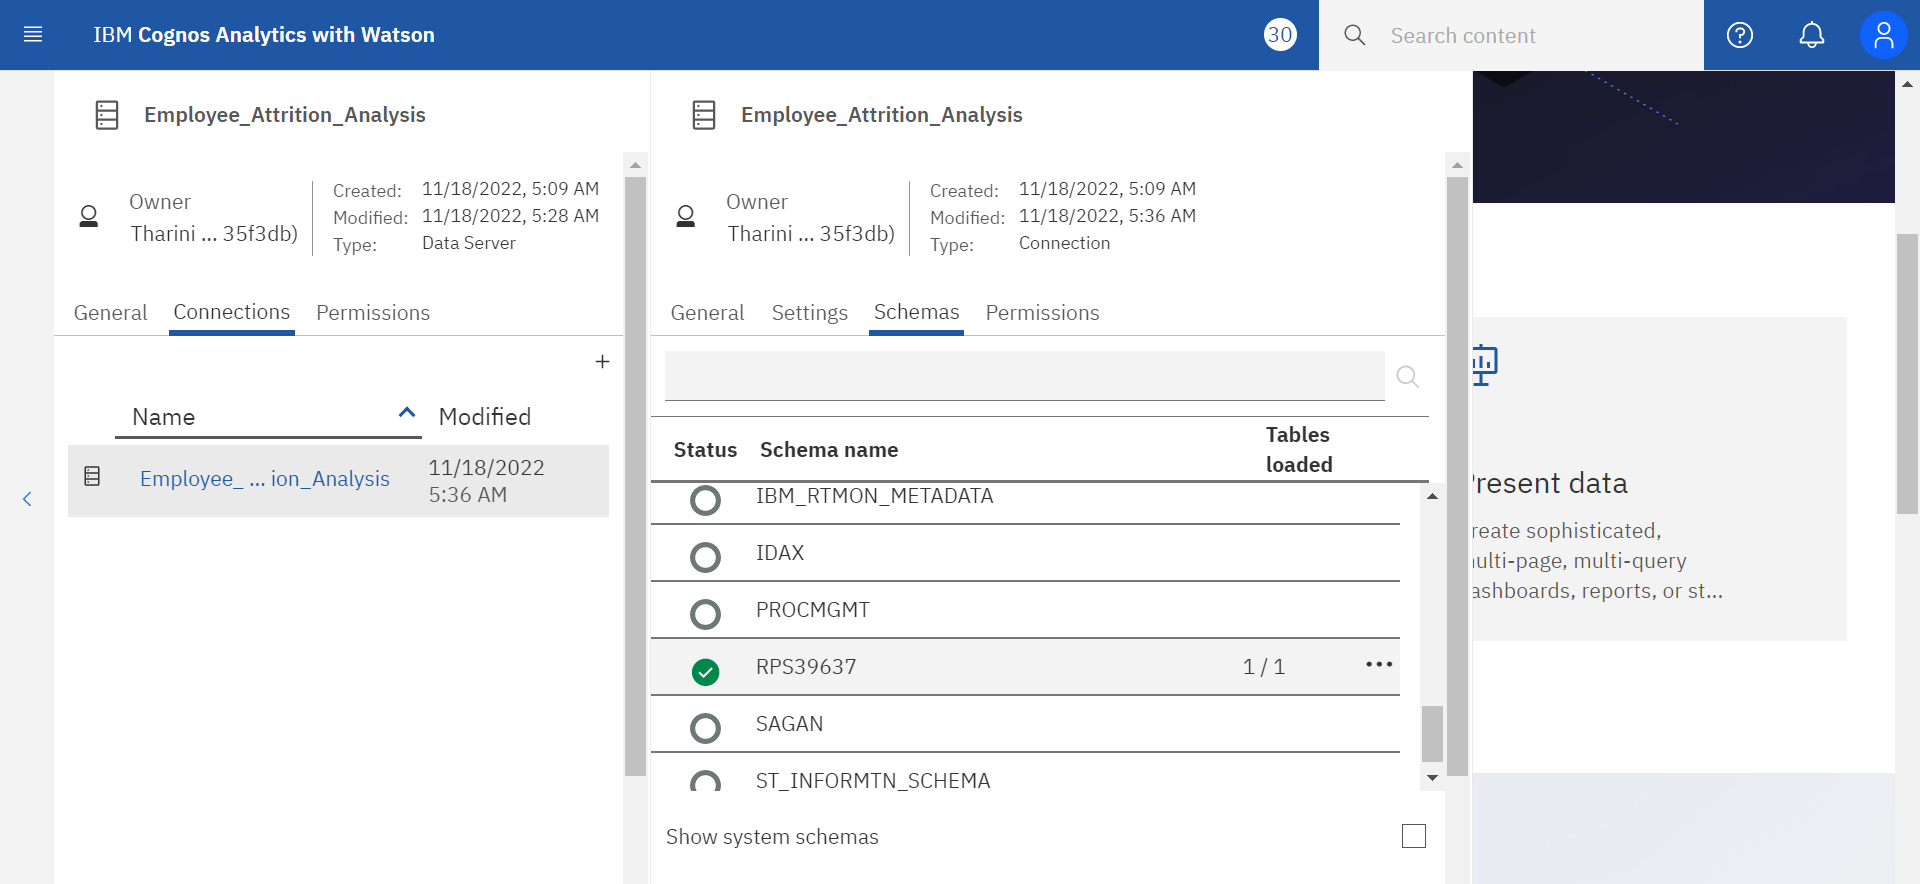 IBM Cognos Analytics with Watson
30
Search content
Employee_Attrition_Analysis
Owner
Tharini ... 35f3db)
Created: 11/18/2022, 5:09 AM
Modified: 11/18/2022, 5:28 AM
Type: Data Server
General Connections Permissions
+
Name Modified
Employee_ ... ion_Analysis
11/18/2022
5:36 AM
Employee_Attrition_Analysis
Owner
Tharini ... 35f3db)
Created: 11/18/2022, 5:09 AM
Modified: 11/18/2022, 5:36 AM
Type: Connection
General Settings Schemas Permissions
Status Schema name Tables
loaded
IBM_RTMON_METADATA
IDAX
PROCMGMT
RPS39637 1 / 1
SAGAN
ST_INFORMTN_SCHEMA
Show system schemas
resent data
reate sophisticated,
ulti-page, multi-query
ashboards, reports, or st...